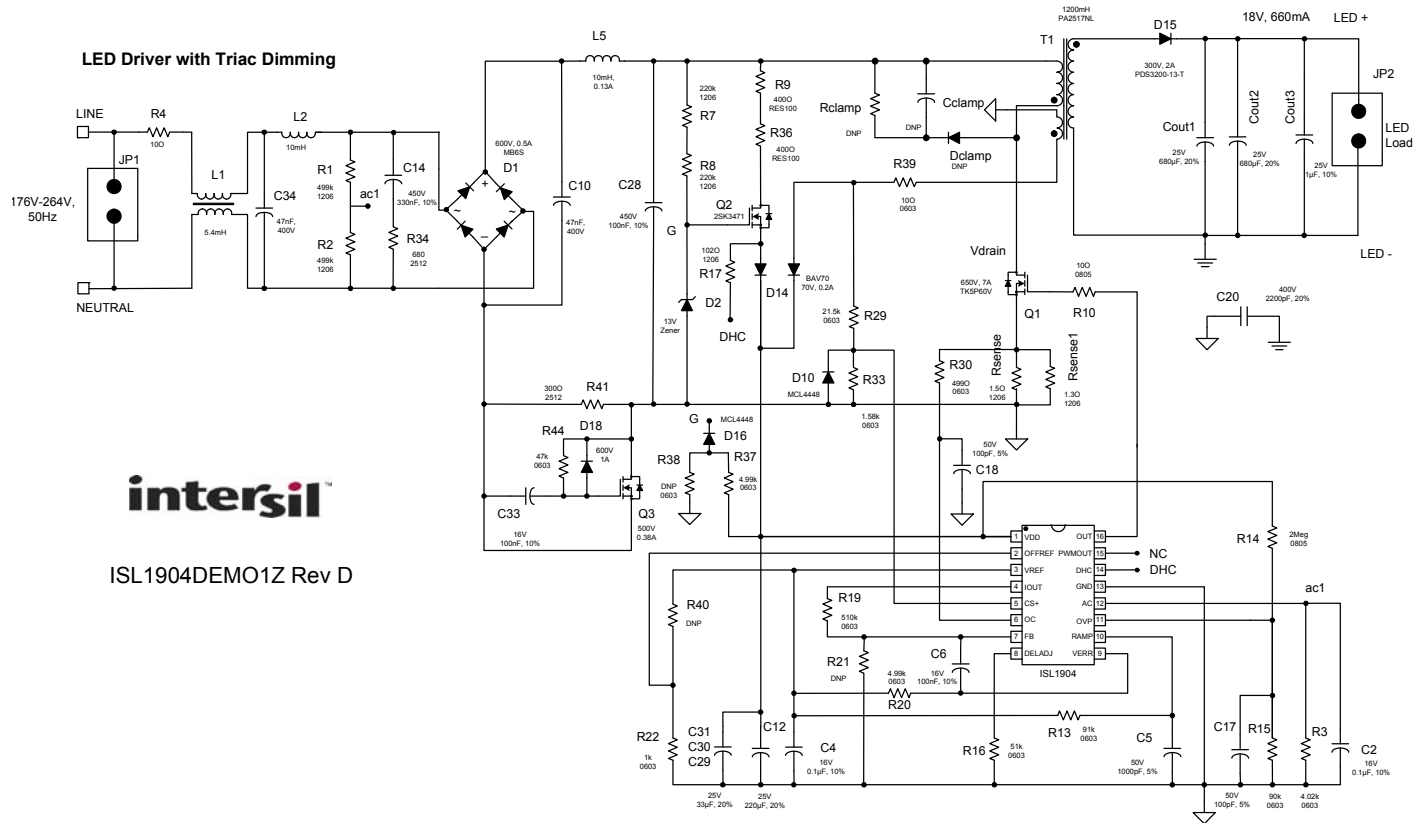 LED Driver with Triac Dimming
LINE
R4
10Ω
JP1
176V-264V,
50Hz
NEUTRAL
L1
5.4mH
C34
47nF,
400V
L2
10mH
R1
499k
1206
ac1
R2
499k
1206
C14
450V
330nF, 10%
R34
680
2512
600V, 0.5A
MB6S
D1
+
~
~
−
C10
47nF,
400V
L5
10mH,
0.13A
C28
450V
100nF, 10%
220k
1206
R7
R8
220k
1206
R9
400Ω
RES100
R36
400Ω
RES100
Q2
2SK3471
G
102Ω
1206
R17
D2
13V
Zener
DHC
D14
BAV70
70V, 0.2A
Rclamp
DNP
Cclamp
DNP
Dclamp
DNP
R39
10Ω
0603
1200mH
PA2517NL
T1
D15
300V, 2A
PDS3200-13-T
18V, 660mA
LED +
JP2
LED
Load
LED -
Cout1
25V
680µF, 20%
Cout2
25V
680µF, 20%
Cout3
25V
1µF, 10%
Vdrain
650V, 7A
TK5P60V
Q1
10Ω
0805
R10
C20
400V
2200pF, 20%
21.5k
0603
R29
D10
MCL4448
R33
1.58k
0603
R30
499Ω
0603
Rsense
1.5Ω
1206
Rsense1
1.3Ω
1206
50V
100pF, 5%
C18
300Ω
2512
R41
R44
47k
0603
D18
600V
1A
C33
16V
100nF, 10%
Q3
500V
0.38A
G
MCL4448
D16
R38
DNP
0603
R37
4.99k
0603
intersil™
ISL1904DEMO1Z Rev D
1 VDD OUT 16
2 OFFREF PWMOUT 15
3 VREF DHC 14
4 IOUT GND 13
5 CS+ AC 12
6 OC OVP 11
7 FB RAMP 10
8 DELADJ VERR 9
ISL1904
NC
DHC
ac1
R14
2Meg
0805
R40
DNP
R19
510k
0603
R21
DNP
C6
16V
100nF, 10%
4.99k
0603
R20
R13
91k
0603
R22
1k
0603
C31
C30
C29
25V
33µF, 20%
C12
25V
220µF, 20%
C4
16V
0.1µF, 10%
R16
51k
0603
C5
50V
1000pF, 5%
C17
50V
100pF, 5%
R15
90k
0603
R3
4.02k
0603
C2
16V
0.1µF, 10%